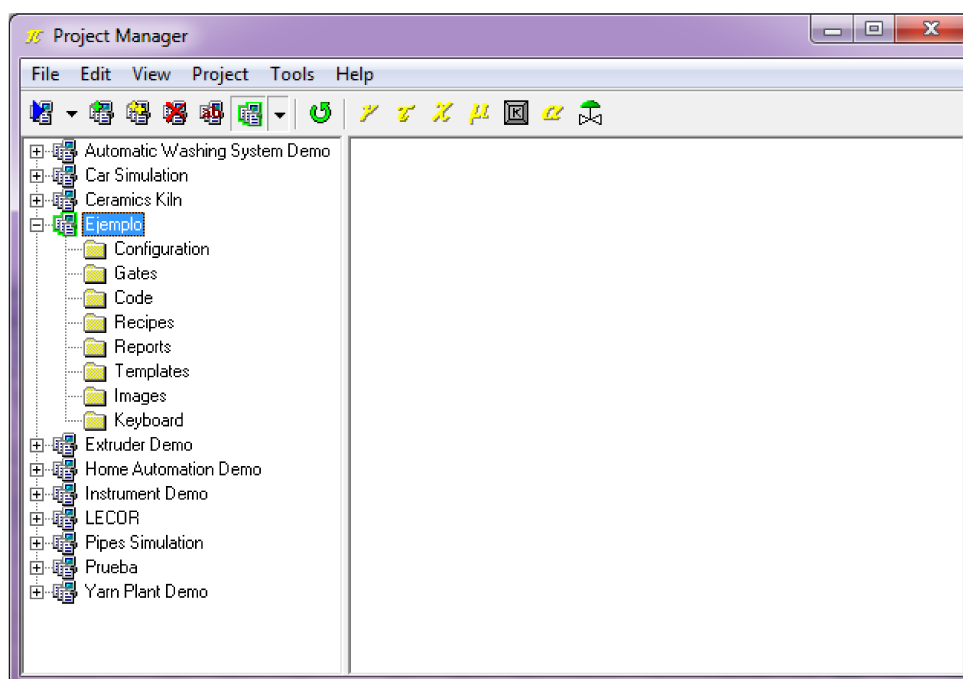 Project Manager
File Edit View Project Tools Help
Automatic Washing System Demo
Car Simulation
Ceramics Kiln
Ejemplo
Configuration
Gates
Code
Recipes
Reports
Templates
Images
Keyboard
Extruder Demo
Home Automation Demo
Instrument Demo
LECOR
Pipes Simulation
Prueba
Yarn Plant Demo